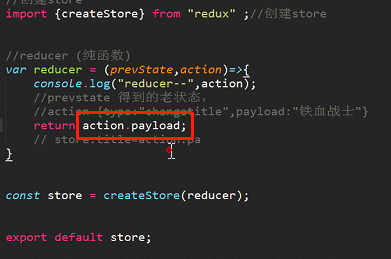 //创建store
import {createStore} from "redux" ;//创建store
//reducer (纯函数)
var reducer = (prevState,action)=>{
console.log("reducer--",action);
//prevstate 得到的老状态,
//action {type:"changetitle",payload:"铁血战士"}
return action.payload;
// store.title=action.pa
}
const store = createStore(reducer);
export default store;